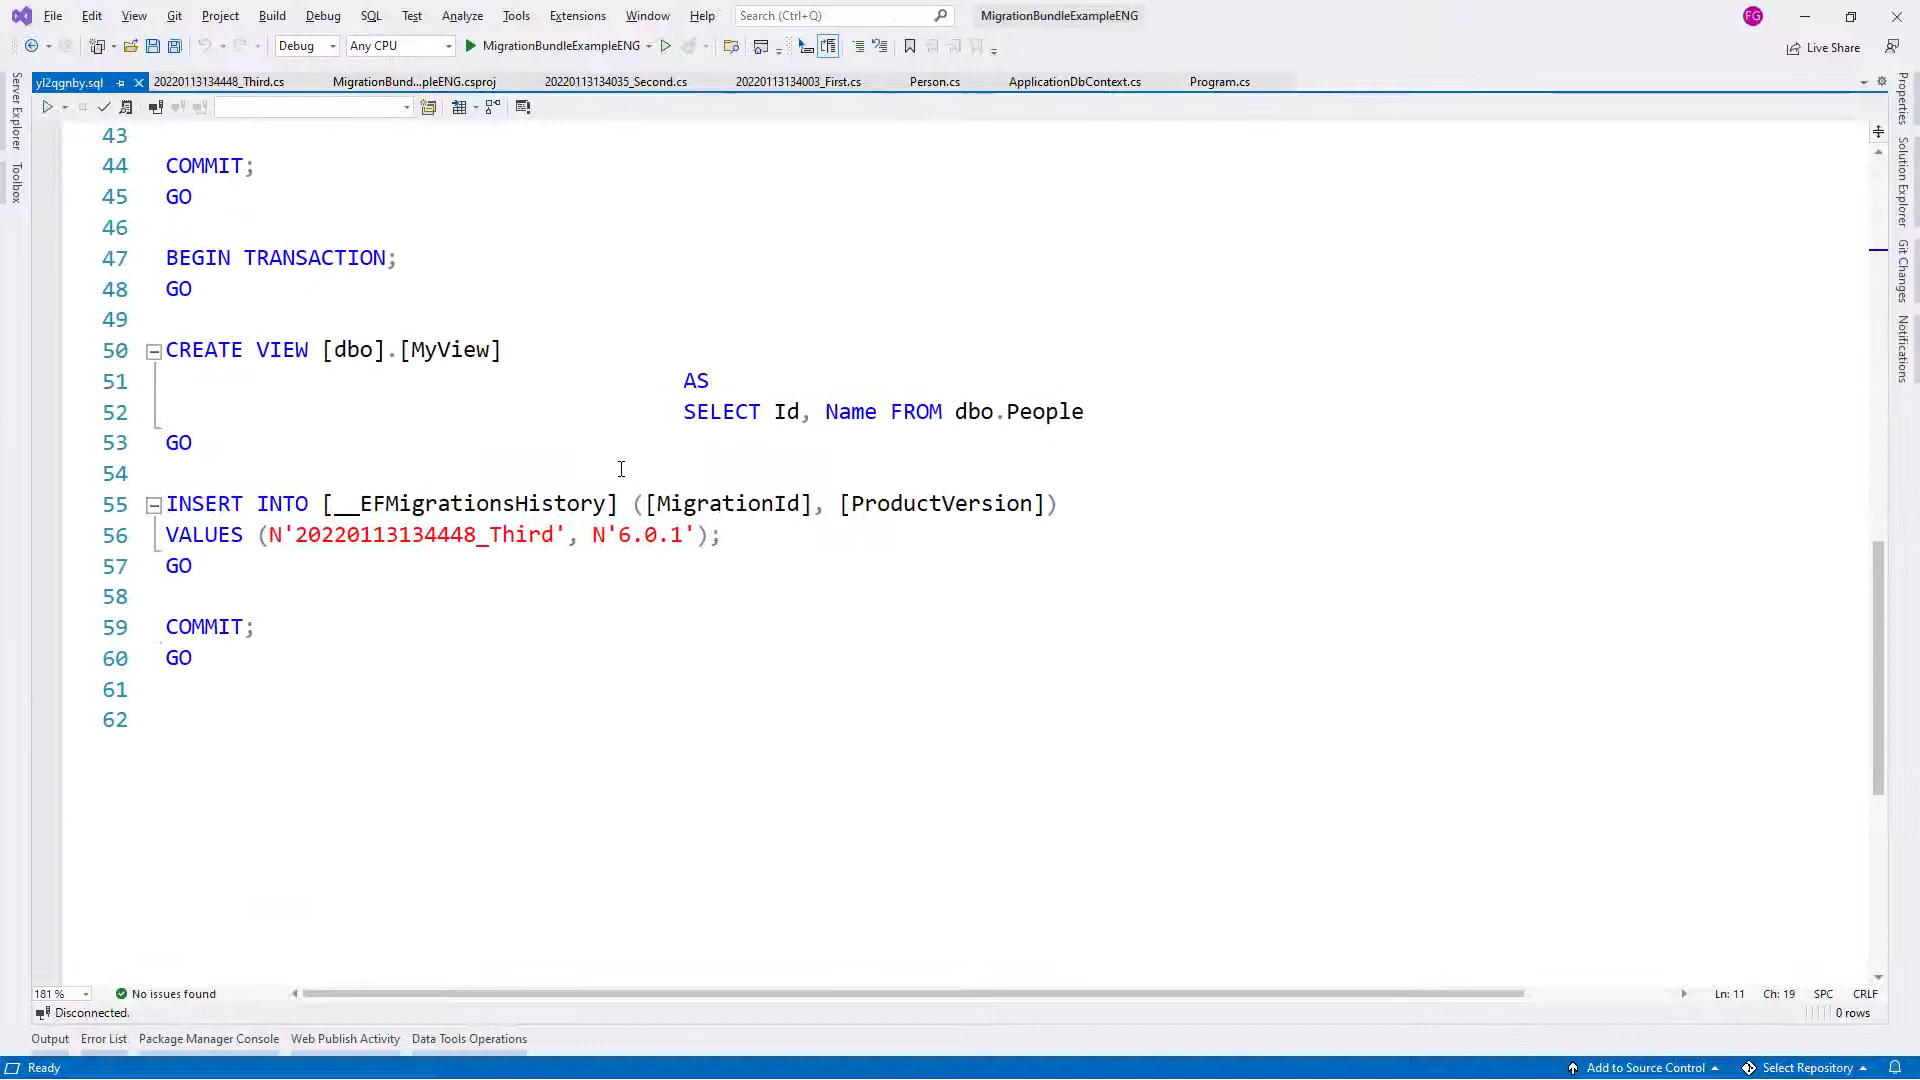 File Edit View Git Project Build Debug SQL Test Analyze Tools Extensions Window Help Search (Ctrl+Q) MigrationBundleExampleENG FG
Debug Any CPU MigrationBundleExampleENG Live Share
yl2qgnby.sql 20220113134448_Third.cs MigrationBund...pleENG.csproj 20220113134035_Second.cs 20220113134003_First.cs Person.cs ApplicationDbContext.cs Program.cs
Server Explorer
Toolbox
43
44 COMMIT;
45 GO
46
47 BEGIN TRANSACTION;
48 GO
49
50 CREATE VIEW [dbo].[MyView]
51 AS
52 SELECT Id, Name FROM dbo.People
53 GO
54
55 INSERT INTO [__EFMigrationsHistory] ([MigrationId], [ProductVersion])
56 VALUES (N'20220113134448_Third', N'6.0.1');
57 GO
58
59 COMMIT;
60 GO
61
62
Properties
Solution Explorer
Git Changes
Notifications
181 % No issues found Ln: 11 Ch: 19 SPC CRLF
Disconnected. 0 rows
Output Error List Package Manager Console Web Publish Activity Data Tools Operations
Ready Add to Source Control Select Repository